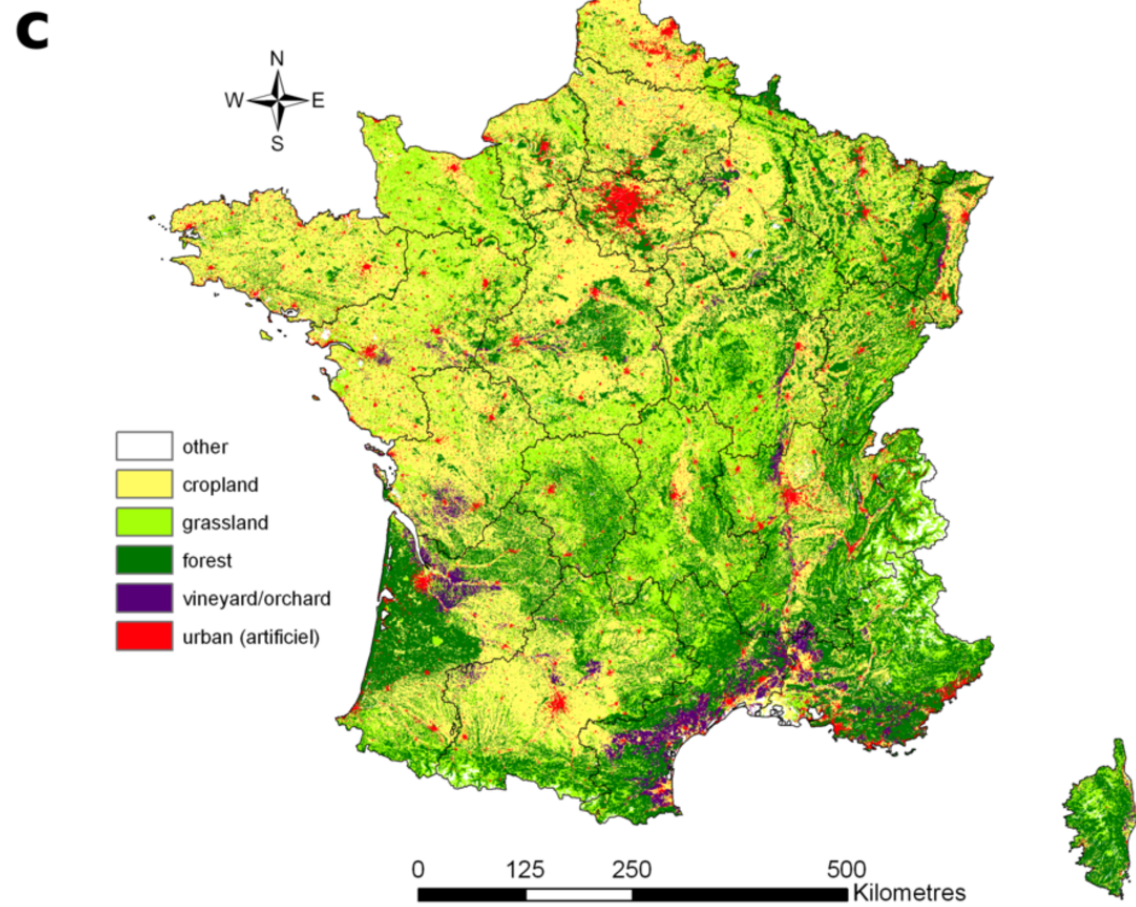 c
N
W E
S
other
cropland
grassland
forest
vineyard/orchard
urban (artificiel)
0 125 250 500
Kilometres